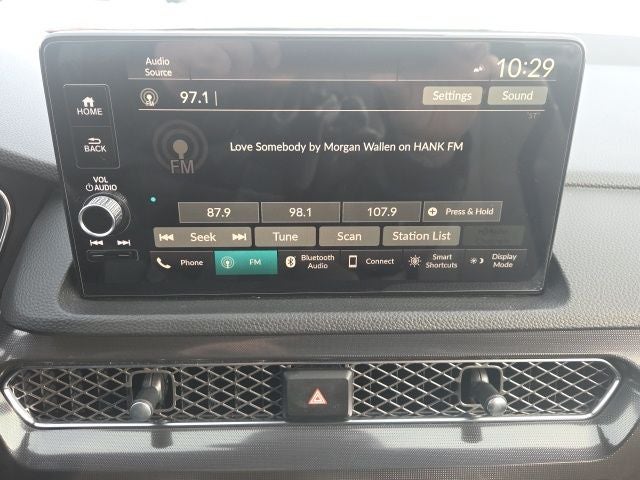 Audio
Source
10:29
97.1
Settings
Sound
"ST"
HOME
BACK
VOL
AUDIO
FM
Love Somebody by Morgan Wallen on HANK FM
87.9
98.1
107.9
Press & Hold
Seek
Tune
Scan
Station List
Phone
FM
Bluetooth
Audio
Connect
Smart
Shortcuts
Display
Mode